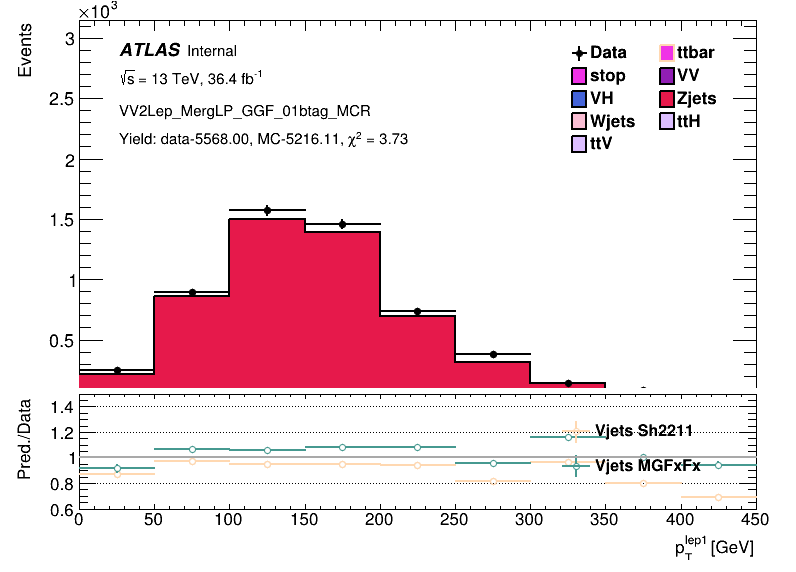 ×10³
Events
3
2.5
2
1.5
1
0.5
ATLAS Internal
√s = 13 TeV, 36.4 fb⁻¹
VV2Lep_MergLP_GGF_01btag_MCR
Yield: data-5568.00, MC-5216.11, χ² = 3.73
Data
ttbar
stop
VV
VH
Zjets
Wjets
ttH
ttV
Pred./Data
1.4
1.2
1
0.8
0.6
Vjets Sh2211
Vjets MGFxFx
0 50 100 150 200 250 300 350 400 450
p_T^lep1 [GeV]